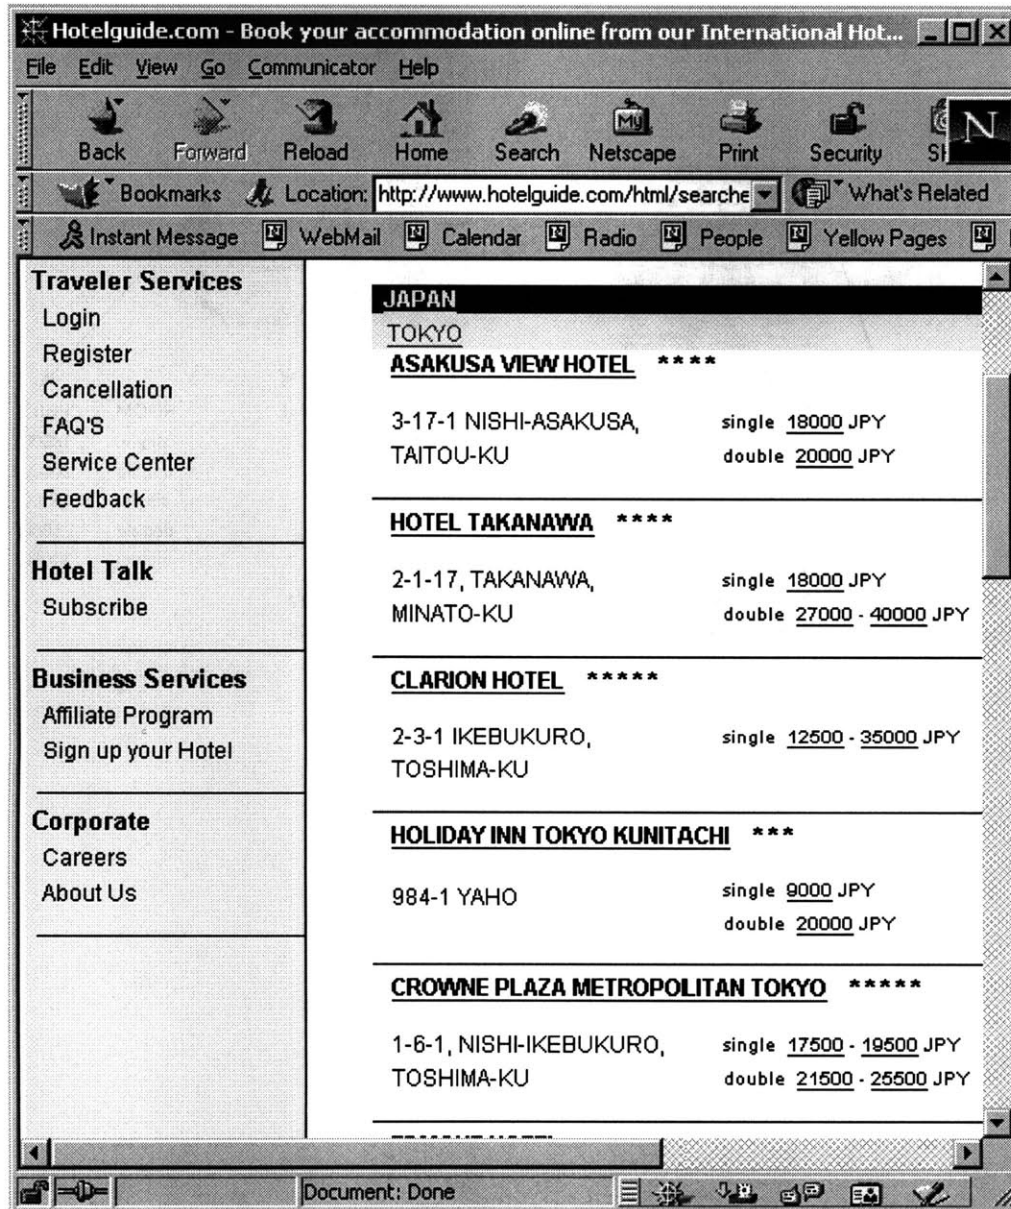 Hotelguide.com - Book your accommodation online from our International Hot...
File Edit View Go Communicator Help
Back Forward Reload Home Search Netscape Print Security
My
N
Bookmarks Location: http://www.hotelguide.com/html/searche What's Related
Instant Message WebMail Calendar Radio People Yellow Pages
Traveler Services
Login
Register
Cancellation
FAQ'S
Service Center
Feedback
Hotel Talk
Subscribe
Business Services
Affiliate Program
Sign up your Hotel
Corporate
Careers
About Us
JAPAN
TOKYO
ASAKUSA VIEW HOTEL ****
3-17-1 NISHI-ASAKUSA, single 18000 JPY
TAITOU-KU double 20000 JPY
HOTEL TAKANAWA ****
2-1-17, TAKANAWA, single 18000 JPY
MINATO-KU double 27000 - 40000 JPY
CLARION HOTEL *****
2-3-1 IKEBUKURO, single 12500 - 35000 JPY
TOSHIMA-KU
HOLIDAY INN TOKYO KUNITACHI ***
984-1 YAHO single 9000 JPY
double 20000 JPY
CROWNE PLAZA METROPOLITAN TOKYO *****
1-6-1, NISHI-IKEBUKURO, single 17500 - 19500 JPY
TOSHIMA-KU double 21500 - 25500 JPY
Document: Done